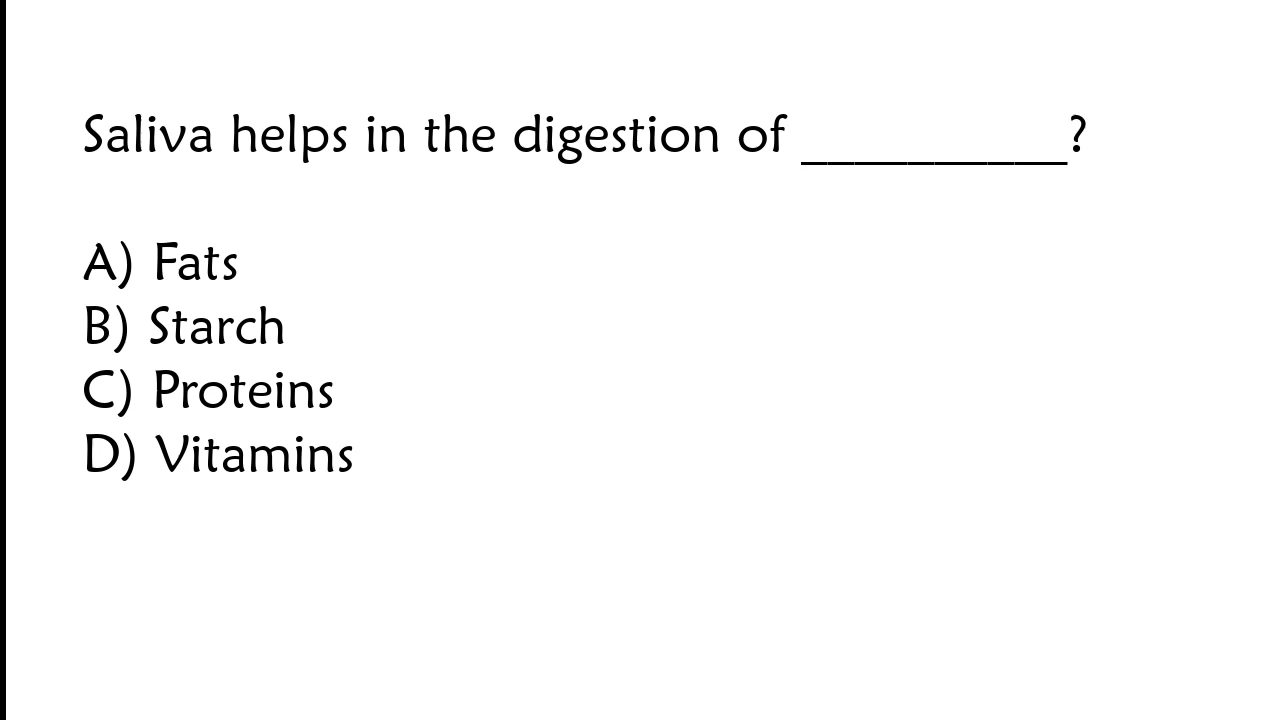 Saliva helps in the digestion of __________?
A) Fats
B) Starch
C) Proteins
D) Vitamins